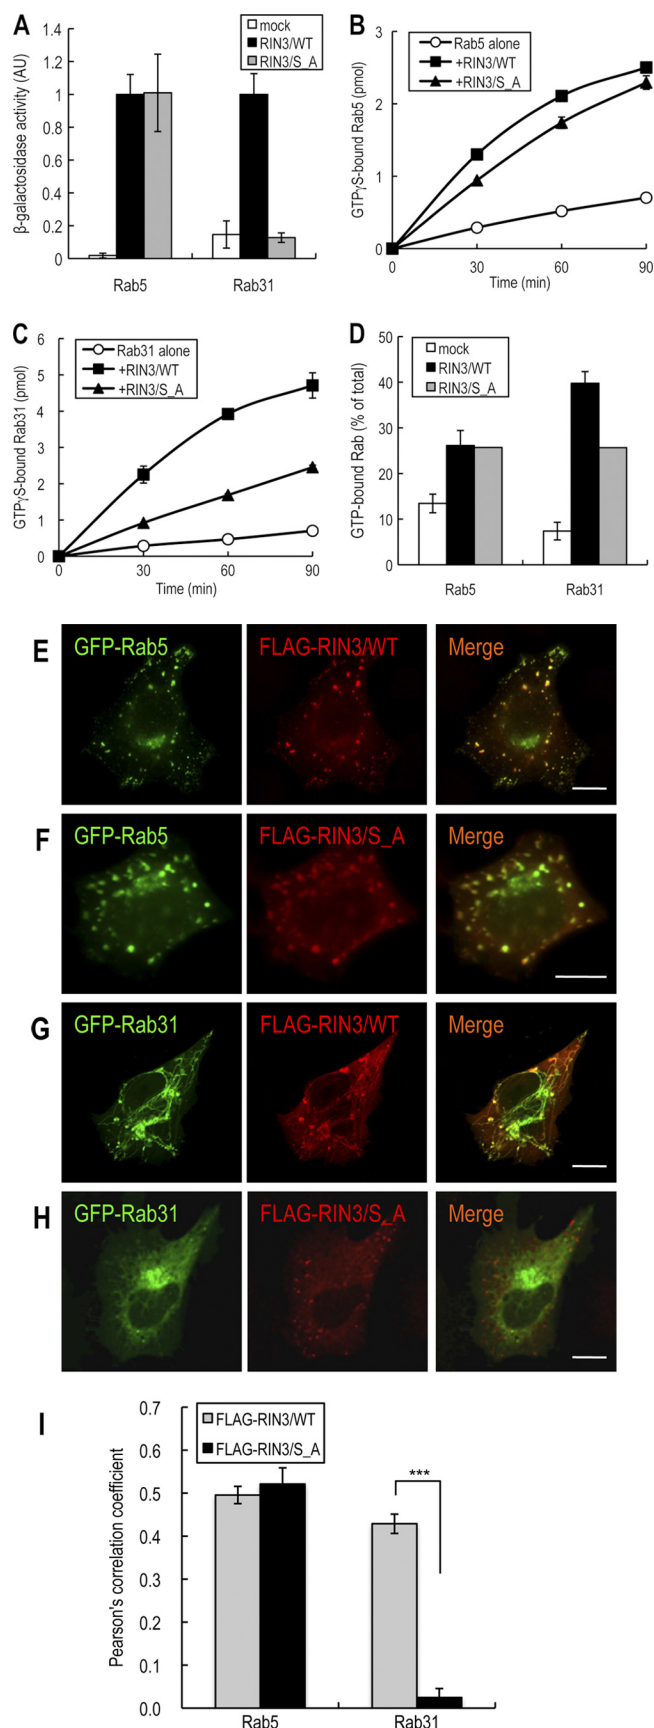 A
β-galactosidase activity (AU)
1.4
1.2
1
0.8
0.6
0.4
0.2
0
mock
RIN3/WT
RIN3/S_A
Rab5
Rab31
B
GTPγS-bound Rab5 (pmol)
3
2
1
0
Rab5 alone
+RIN3/WT
+RIN3/S_A
0
30
60
90
Time (min)
C
GTPγS-bound Rab31 (pmol)
6
5
4
3
2
1
0
Rab31 alone
+RIN3/WT
+RIN3/S_A
0
30
60
90
Time (min)
D
GTP-bound Rab (% of total)
50
40
30
20
10
0
mock
RIN3/WT
RIN3/S_A
Rab5
Rab31
E
GFP-Rab5
FLAG-RIN3/WT
Merge
F
GFP-Rab5
FLAG-RIN3/S_A
Merge
G
GFP-Rab31
FLAG-RIN3/WT
Merge
H
GFP-Rab31
FLAG-RIN3/S_A
Merge
I
Pearson's correlation coefficient
0.7
0.6
0.5
0.4
0.3
0.2
0.1
0.0
FLAG-RIN3/WT
FLAG-RIN3/S_A
***
Rab5
Rab31